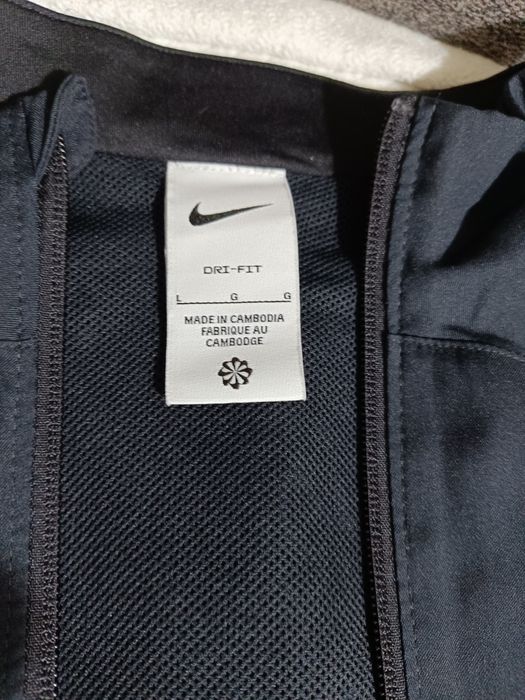 DRI-FIT
L G G
MADE IN CAMBODIA
FABRIQUE AU
CAMBODGE